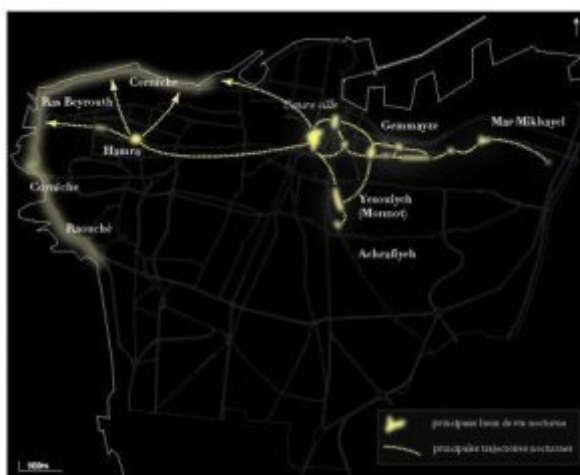 Corniche
Ras Beyrouth
Centre ville
Gemmayze
Mar Mikhayel
Hamra
Corniche
Yessouiyeh
(Monnot)
Raouché
Achrafiyeh
principaux lieux de vie nocturne
principales trajectoires nocturnes
500m